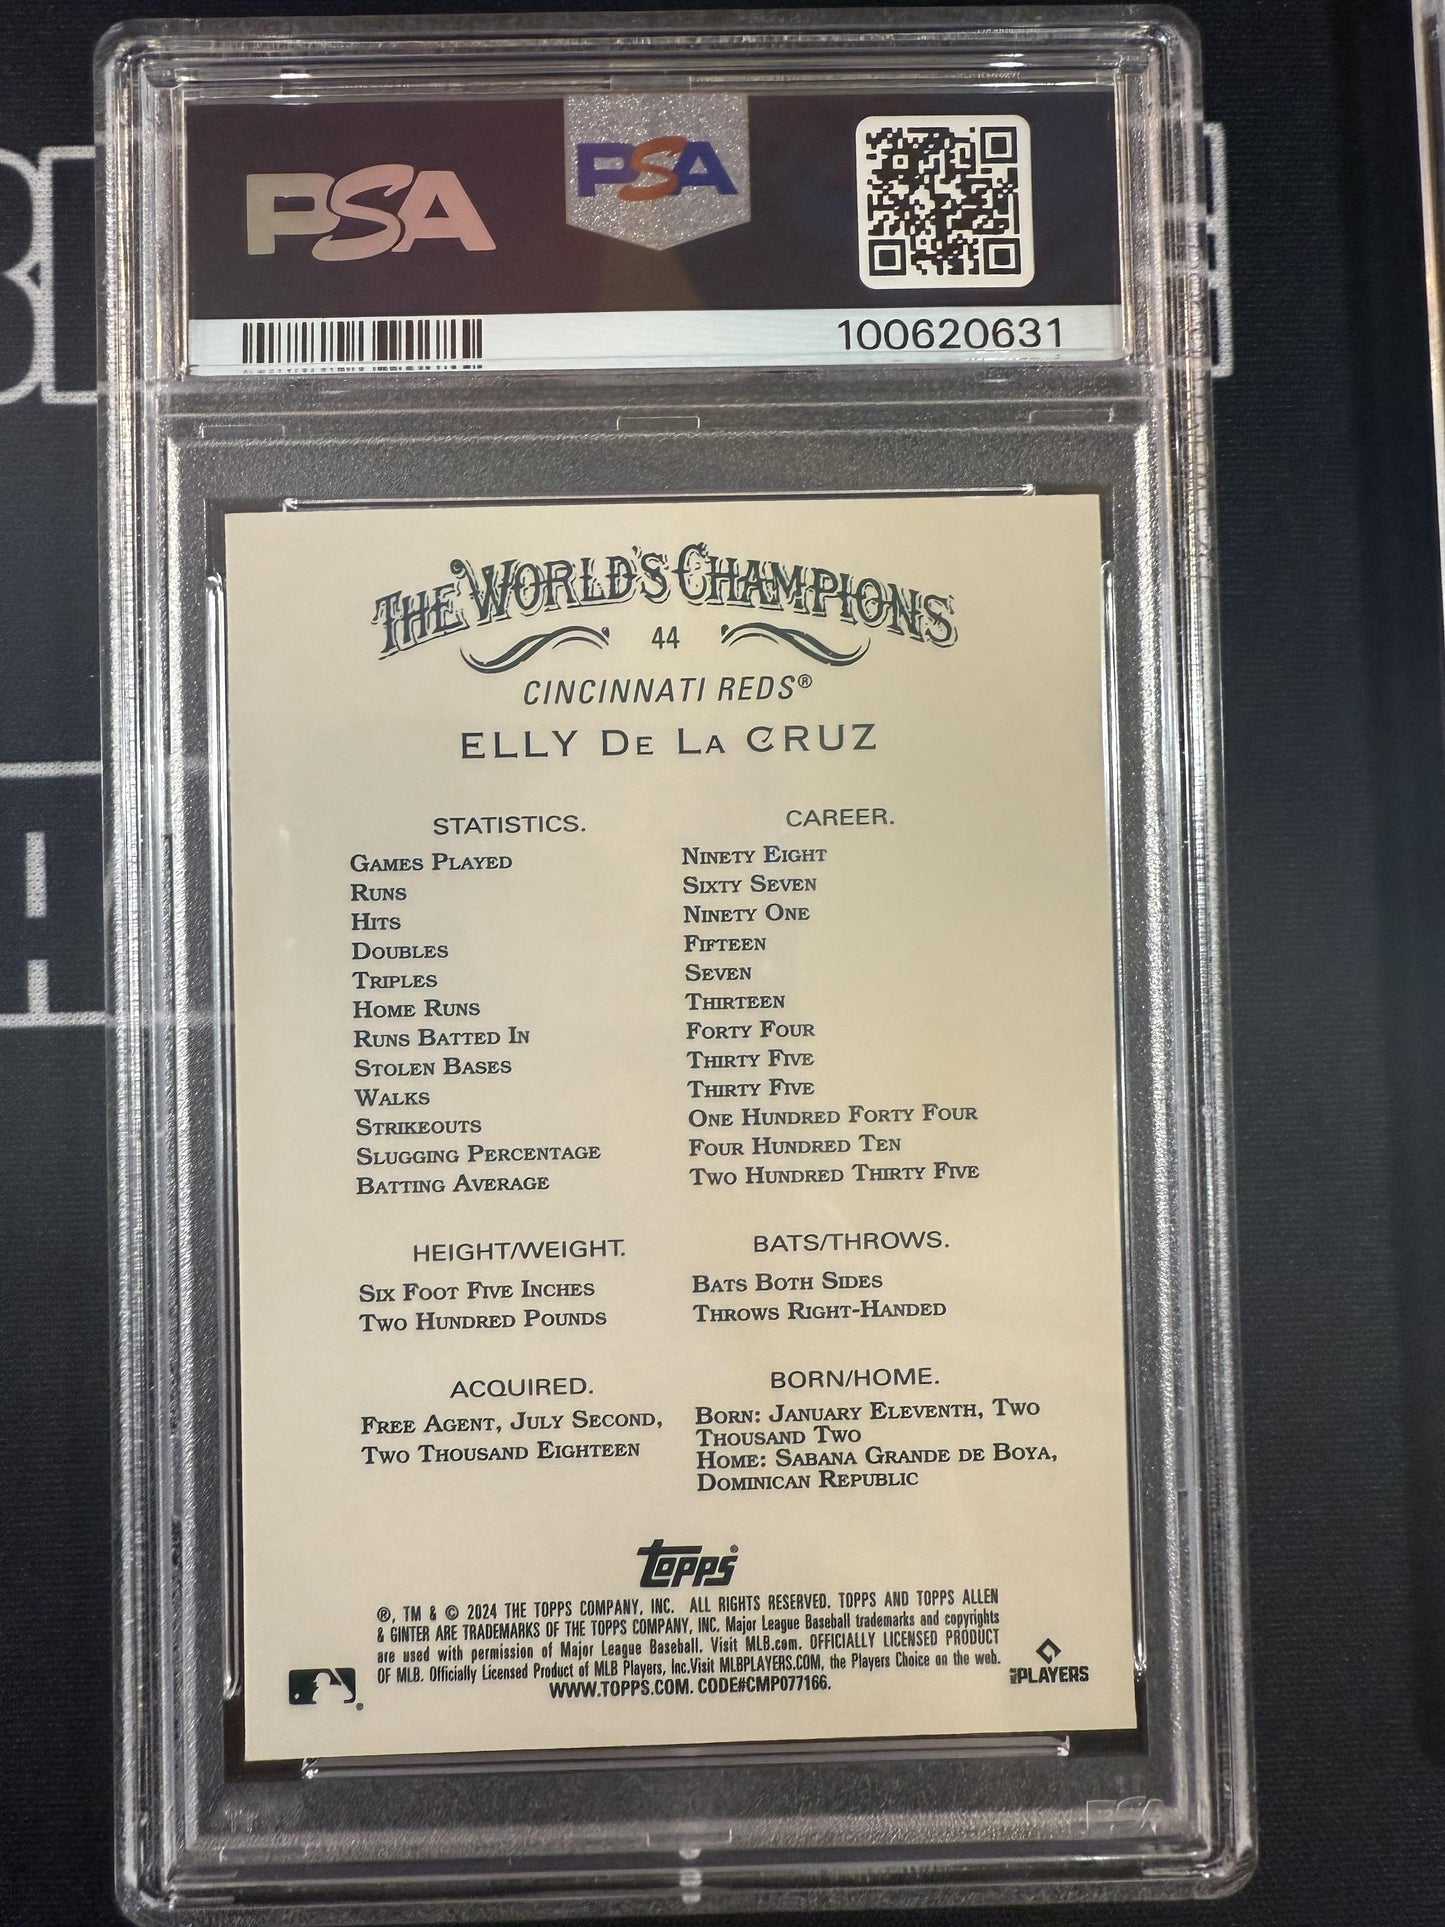 PSA
PSA
100620631
THE WORLD'S CHAMPIONS
44
CINCINNATI REDS®
ELLY DE LA CRUZ
STATISTICS. CAREER.
GAMES PLAYED NINETY EIGHT
RUNS SIXTY SEVEN
HITS NINETY ONE
DOUBLES FIFTEEN
TRIPLES SEVEN
HOME RUNS THIRTEEN
RUNS BATTED IN FORTY FOUR
STOLEN BASES THIRTY FIVE
WALKS THIRTY FIVE
STRIKEOUTS ONE HUNDRED FORTY FOUR
SLUGGING PERCENTAGE FOUR HUNDRED TEN
BATTING AVERAGE TWO HUNDRED THIRTY FIVE
HEIGHT/WEIGHT.
SIX FOOT FIVE INCHES
TWO HUNDRED POUNDS
BATS/THROWS.
BATS BOTH SIDES
THROWS RIGHT-HANDED
ACQUIRED.
FREE AGENT, JULY SECOND,
TWO THOUSAND EIGHTEEN
BORN/HOME.
BORN: JANUARY ELEVENTH, TWO
THOUSAND TWO
HOME: SABANA GRANDE DE BOYA,
DOMINICAN REPUBLIC
Topps®
®, TM & © 2024 THE TOPPS COMPANY, INC. ALL RIGHTS RESERVED. TOPPS AND TOPPS ALLEN
& GINTER ARE TRADEMARKS OF THE TOPPS COMPANY, INC. Major League Baseball trademarks and copyrights
are used with permission of Major League Baseball. Visit MLB.com. OFFICIALLY LICENSED PRODUCT
OF MLB. Officially Licensed Product of MLB Players, Inc.Visit MLBPLAYERS.COM, the Players Choice on the web.
WWW.TOPPS.COM. CODE#CMP077166.
PLAYERS
PSA